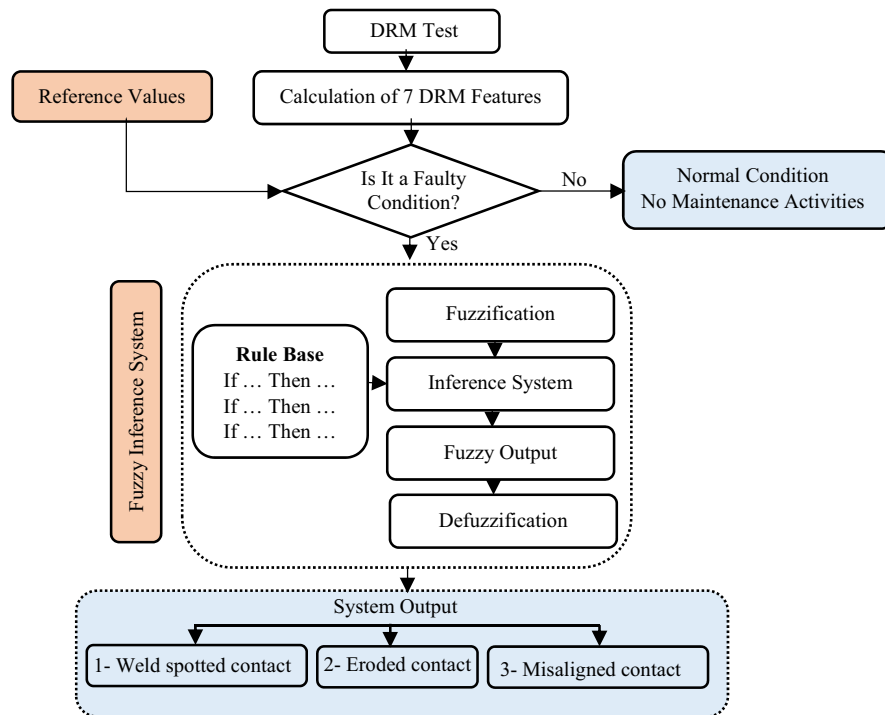 DRM Test
Reference Values
Calculation of 7 DRM Features
Is It a Faulty
Condition?
No
Normal Condition
No Maintenance Activities
Yes
Fuzzy Inference System
Rule Base
If … Then …
If … Then …
If … Then …
Fuzzification
Inference System
Fuzzy Output
Defuzzification
System Output
1- Weld spotted contact
2- Eroded contact
3- Misaligned contact